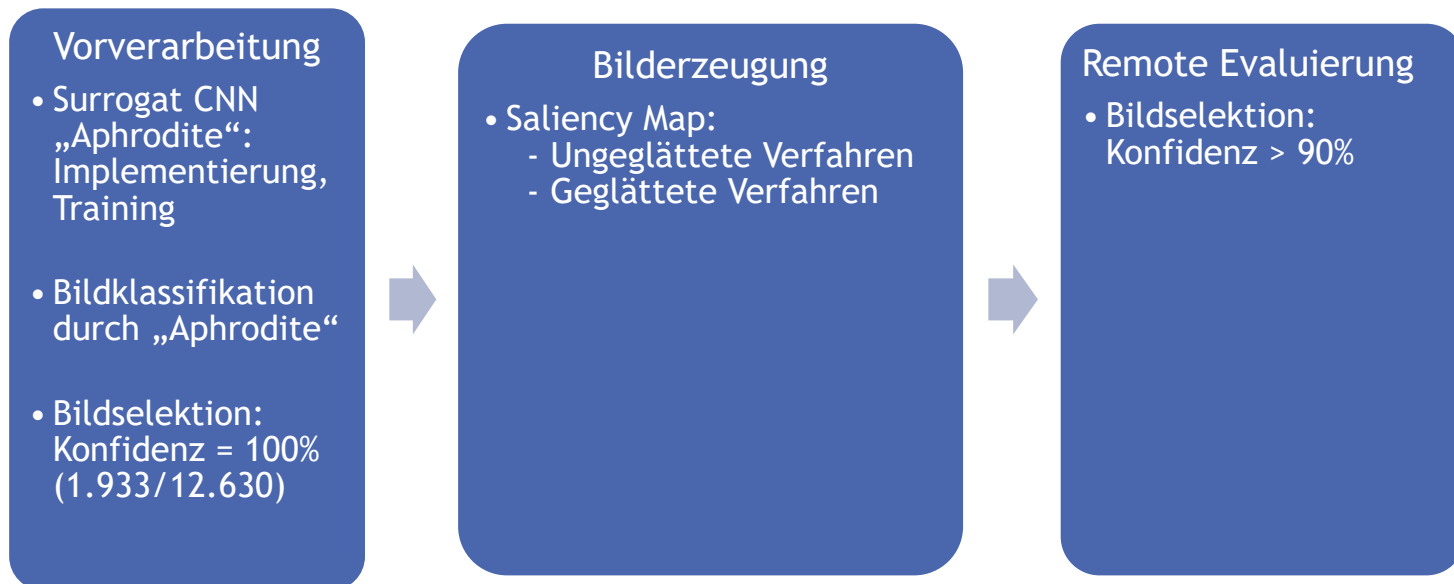 Vorverarbeitung
• Surrogat CNN
„Aphrodite“:
Implementierung,
Training
• Bildklassifikation
durch „Aphrodite“
• Bildselektion:
Konfidenz = 100%
(1.933/12.630)
Bilderzeugung
• Saliency Map:
- Ungeglättete Verfahren
- Geglättete Verfahren
Remote Evaluierung
• Bildselektion:
Konfidenz > 90%